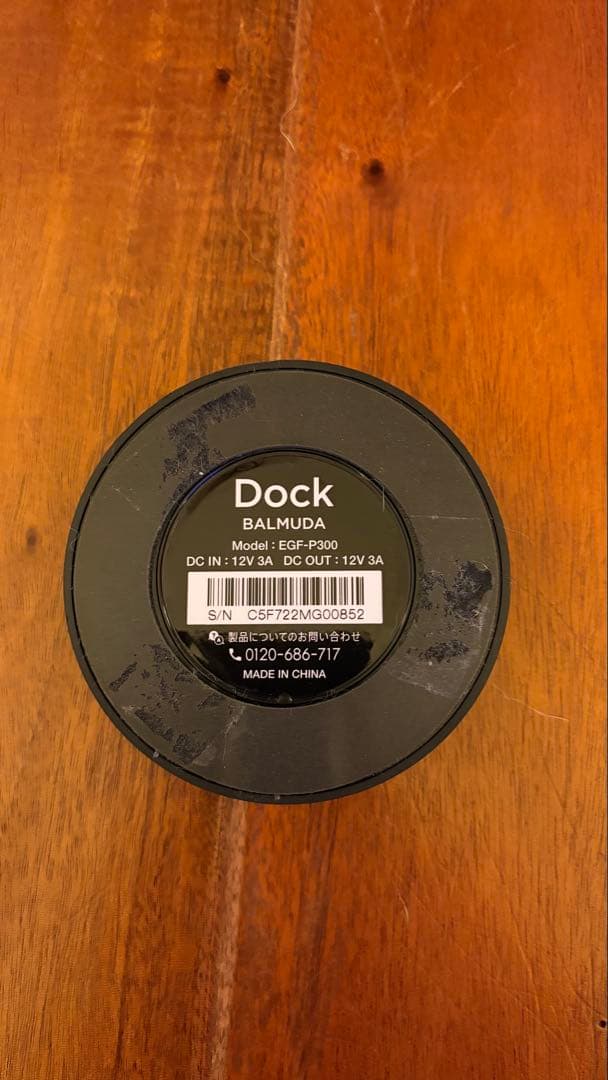 Dock
BALMUDA
Model : EGF-P300
DC IN : 12V 3A DC OUT : 12V 3A
S/N C5F722MG00852
製品についてのお問い合わせ
0120-686-717
MADE IN CHINA